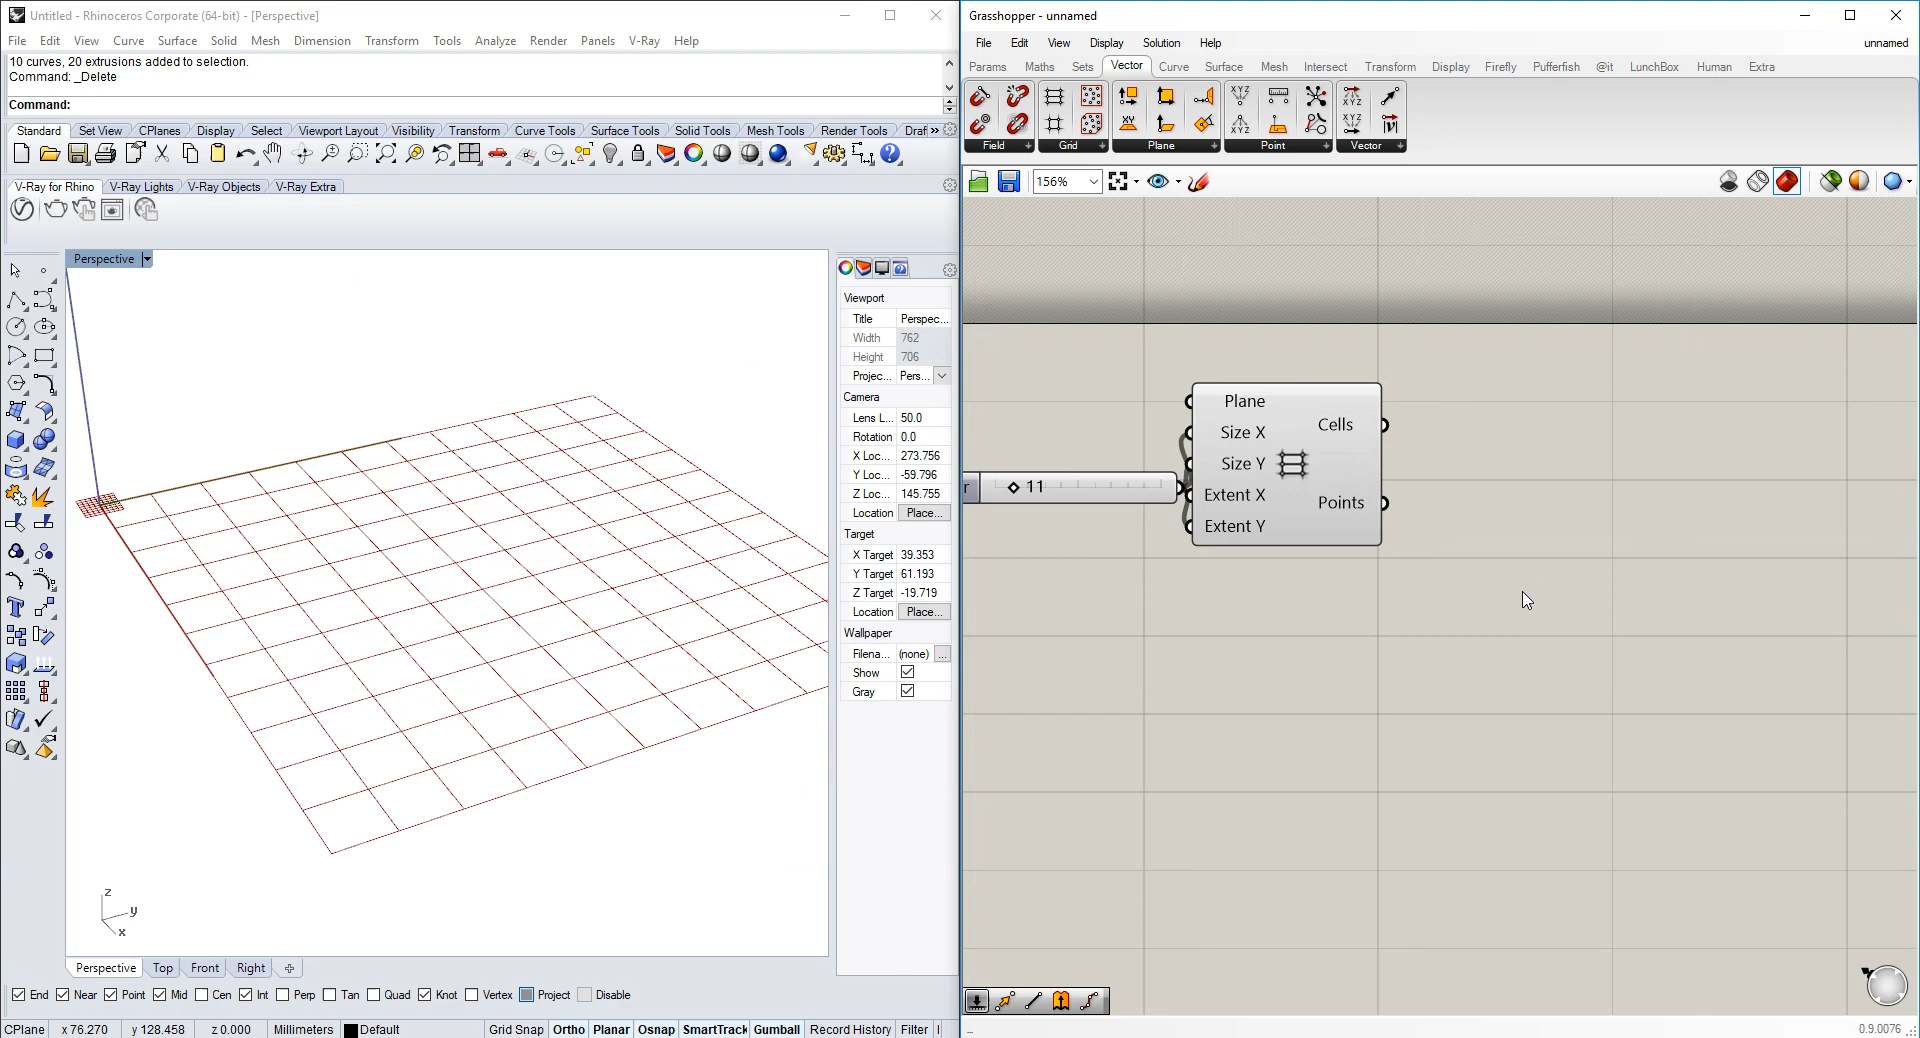 Untitled - Rhinoceros Corporate (64-bit) - [Perspective]
File Edit View Curve Surface Solid Mesh Dimension Transform Tools Analyze Render Panels V-Ray Help
10 curves, 20 extrusions added to selection.
Command: _Delete
Command:
Standard Set View CPlanes Display Select Viewport Layout Visibility Transform Curve Tools Surface Tools Solid Tools Mesh Tools Render Tools Draf »
V-Ray for Rhino V-Ray Lights V-Ray Objects V-Ray Extra
Perspective
z
y
x
Viewport
Title Perspec...
Width 762
Height 706
Projec... Pers...
Camera
Lens L... 50.0
Rotation 0.0
X Loc... 273.756
Y Loc... -59.796
Z Loc... 145.755
Location Place...
Target
X Target 39.353
Y Target 61.193
Z Target -19.719
Location Place...
Wallpaper
Filena... (none) ...
Show
Gray
Perspective Top Front Right
End Near Point Mid Cen Int Perp Tan Quad Knot Vertex Project Disable
CPlane x 76.270 y 128.458 z 0.000 Millimeters Default Grid Snap Ortho Planar Osnap SmartTrack Gumball Record History Filter
Grasshopper - unnamed
File Edit View Display Solution Help
unnamed
Params Maths Sets Vector Curve Surface Mesh Intersect Transform Display Firefly Pufferfish @it LunchBox Human Extra
XY XYZ XYZ XYZ XYZ
Field Grid Plane Point Vector
156%
r 11
Plane
Size X
Size Y
Extent X
Extent Y
Cells
Points
0.9.0076